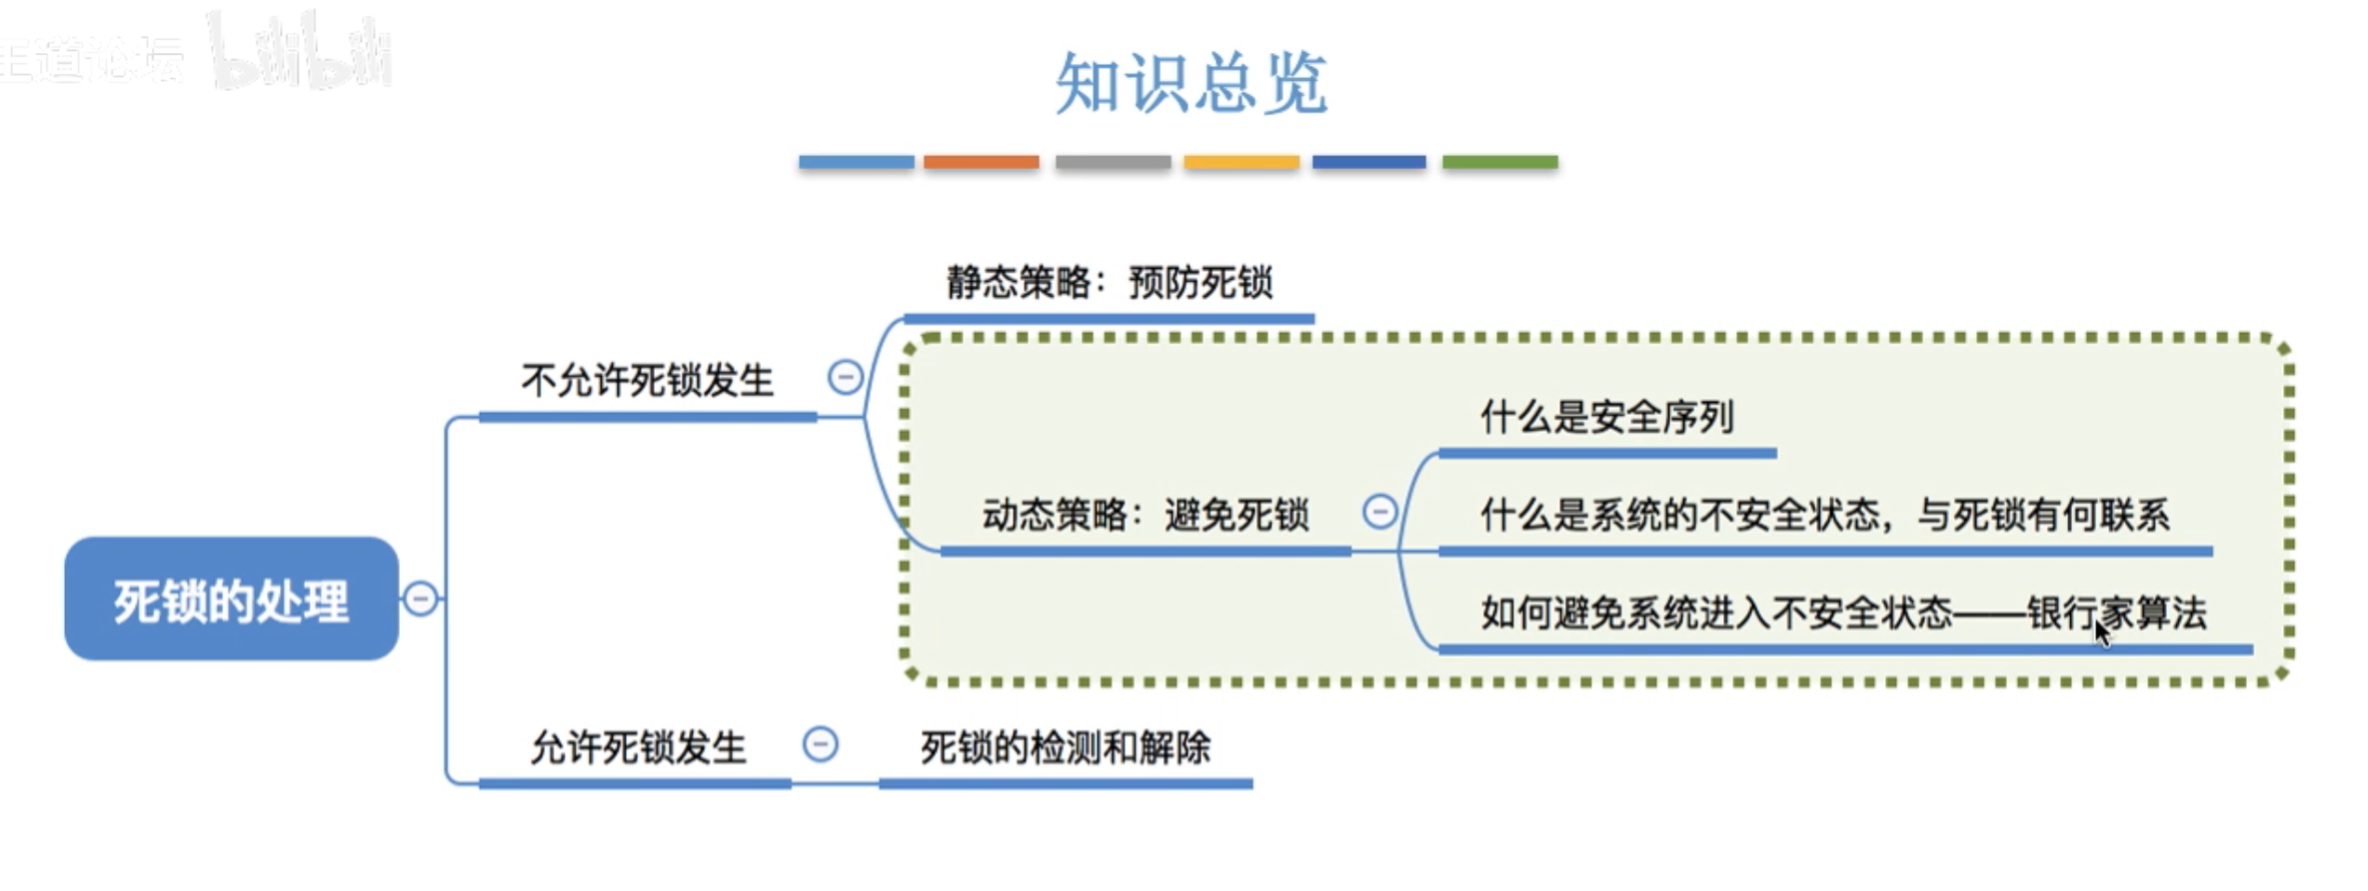 王道论坛 bilibili
知识总览
静态策略：预防死锁
不允许死锁发生
什么是安全序列
动态策略：避免死锁
什么是系统的不安全状态，与死锁有何联系
死锁的处理
如何避免系统进入不安全状态——银行家算法
允许死锁发生
死锁的检测和解除